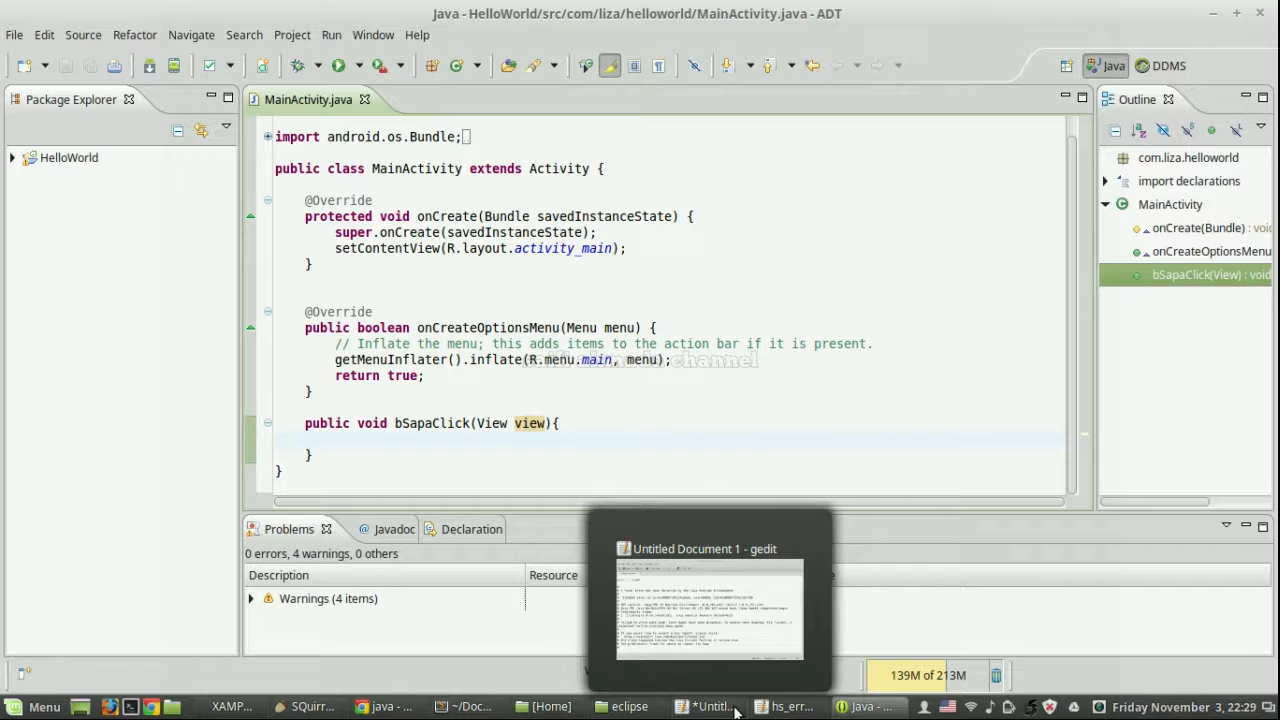 Java - HelloWorld/src/com/liza/helloworld/MainActivity.java - ADT
File Edit Source Refactor Navigate Search Project Run Window Help
Java DDMS
Package Explorer
MainActivity.java
Outline
HelloWorld
import android.os.Bundle;
public class MainActivity extends Activity {
@Override
protected void onCreate(Bundle savedInstanceState) {
super.onCreate(savedInstanceState);
setContentView(R.layout.activity_main);
}
@Override
public boolean onCreateOptionsMenu(Menu menu) {
// Inflate the menu; this adds items to the action bar if it is present.
getMenuInflater().inflate(R.menu.main, menu);
return true;
}
public void bSapaClick(View view){
}
}
channel
com.liza.helloworld
import declarations
MainActivity
onCreate(Bundle) : void
onCreateOptionsMenu
bSapaClick(View) : void
Problems Javadoc Declaration
0 errors, 4 warnings, 0 others
Description Resource
Warnings (4 items)
Untitled Document 1 - gedit
139M of 213M
Menu XAMP... SQuirr... java - ... ~/Doc... [Home] eclipse *Untitl... hs_err... Java - ... Friday November 3, 22:29